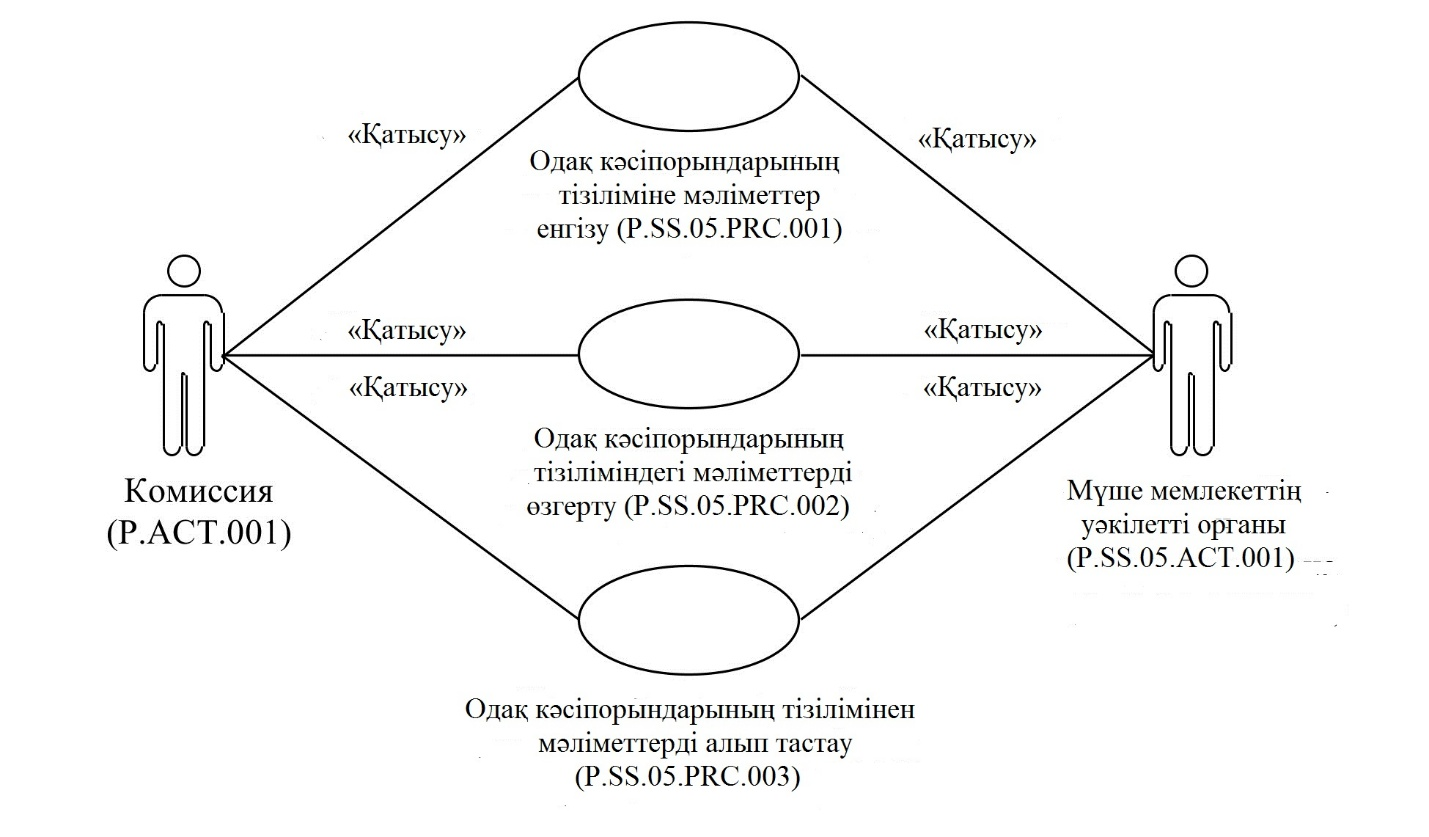 «Қатысу»
«Қатысу»
Одақ кәсіпорындарының
тізіліміне мәліметтер
енгізу (P.SS.05.PRC.001)
«Қатысу»
«Қатысу»
«Қатысу»
«Қатысу»
Одақ кәсіпорындарының
тізіліміндегі мәліметтерді
өзгерту (P.SS.05.PRC.002)
Комиссия
(P.ACT.001)
Мүше мемлекеттің
уәкілетті органы
(P.SS.05.ACT.001)
Одақ кәсіпорындарының тізілімінен
мәліметтерді алып тастау
(P.SS.05.PRC.003)